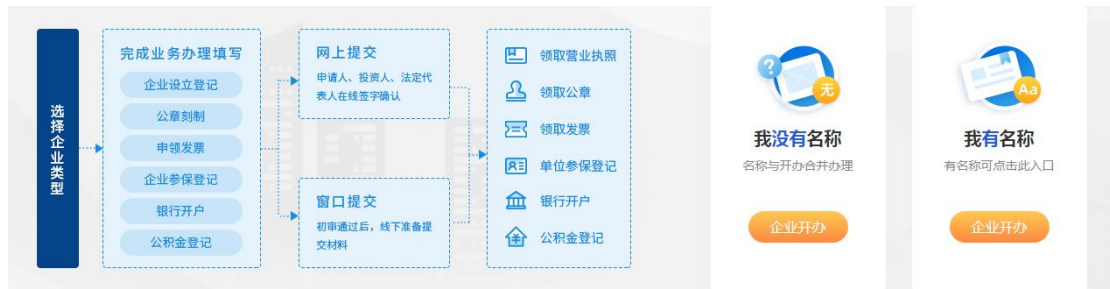 选择企业类型
完成业务办理填写
企业设立登记
公章刻制
申领发票
企业参保登记
银行开户
公积金登记
网上提交
申请人、投资人、法定代
表人在线签字确认
窗口提交
初审通过后，线下准备提
交材料
领取营业执照
领取公章
领取发票
单位参保登记
银行开户
公积金登记
?
无
我没有名称
名称与开办合并办理
企业开办
Aa
我有名称
有名称可点击此入口
企业开办